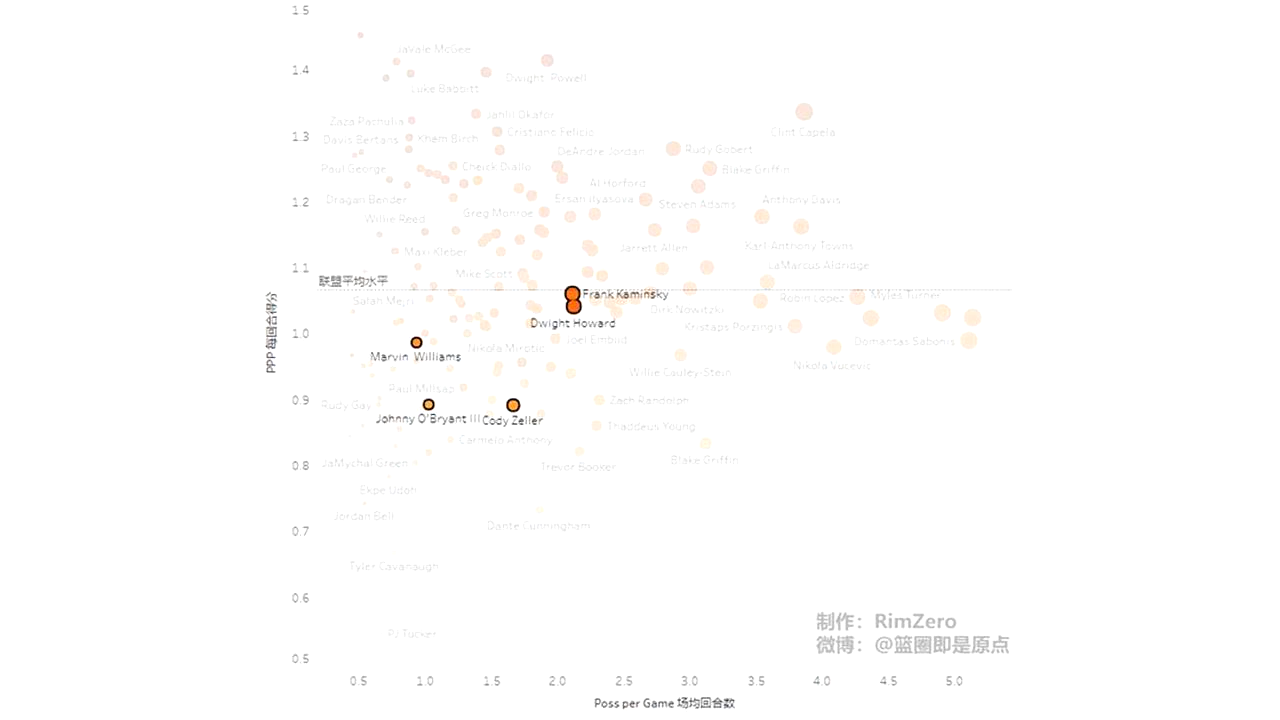 1.5
JaVale McGee
1.4
Dwight Powell
Luke Babbitt
Jahlil Okafor
Zaza Pachulia
Cristiano Felicio
Clint Capela
1.3
Davis Bertans
Khem Birch
DeAndre Jordan
Rudy Gobert
Paul George
Cheick Diallo
Blake Griffin
Al Horford
1.2
Dragan Bender
Ersan Ilyasova
Steven Adams
Anthony Davis
Willie Reed
Greg Monroe
Maxi Kleber
Jarrett Allen
Karl-Anthony Towns
1.1
Mike Scott
LaMarcus Aldridge
联盟平均水平
Frank Kaminsky
Robin Lopez
Myles Turner
Salah Mejri
Dirk Nowitzki
Dwight Howard
Kristaps Porzingis
1.0
Joel Embiid
Domantas Sabonis
Nikola Mirotic
Marvin Williams
Nikola Vucevic
Willie Cauley-Stein
Paul Millsap
0.9
Rudy Gay
Zach Randolph
Johnny O'Bryant III
Cody Zeller
Thaddeus Young
Carmelo Anthony
JaMychal Green
Trevor Booker
Blake Griffin
0.8
Ekpe Udoh
Jordan Bell
Dante Cunningham
0.7
Tyler Cavanaugh
0.6
PJ Tucker
0.5
PPP 每回合得分
0.5 1.0 1.5 2.0 2.5 3.0 3.5 4.0 4.5 5.0
Poss per Game 场均回合数
制作：RimZero
微博：@篮圈即是原点